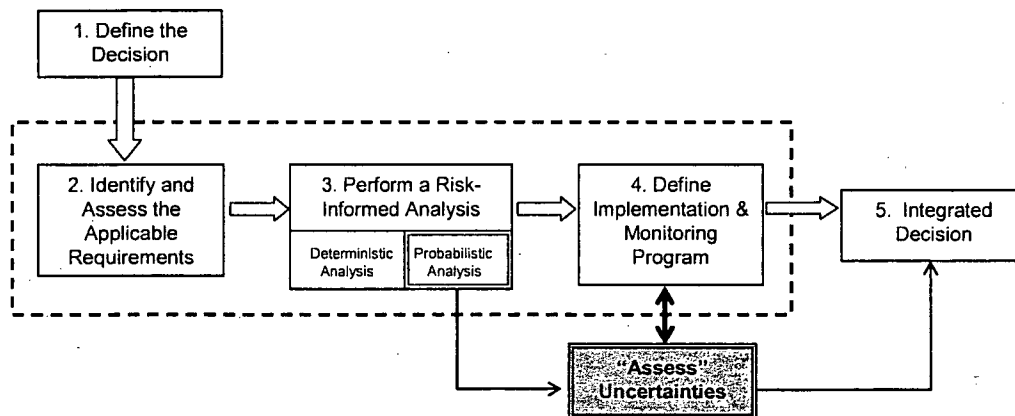 1. Define the
Decision
2. Identify and
Assess the
Applicable
Requirements
3. Perform a Risk-
Informed Analysis
Deterministic
Analysis
Probabilistic
Analysis
4. Define
Implementation &
Monitoring
Program
5. Integrated
Decision
“Assess”
Uncertainties